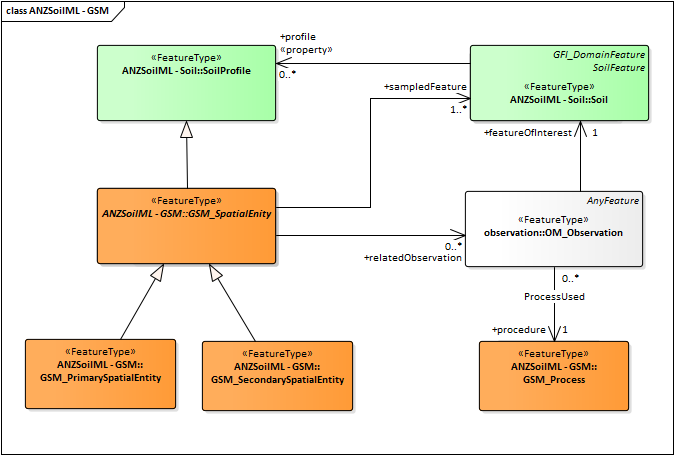 class ANZSoilML - GSM
«FeatureType»
ANZSoilML - Soil::SoilProfile
+profile
«property»
0..*
GFI_DomainFeature
SoilFeature
«FeatureType»
ANZSoilML - Soil::Soil
+sampledFeature
1..*
+featureOfInterest
1
«FeatureType»
ANZSoilML - GSM::GSM_SpatialEnity
AnyFeature
«FeatureType»
observation::OM_Observation
0..*
+relatedObservation
0..*
ProcessUsed
+procedure
1
«FeatureType»
ANZSoilML - GSM::
GSM_PrimarySpatialEntity
«FeatureType»
ANZSoilML - GSM::
GSM_SecondarySpatialEntity
«FeatureType»
ANZSoilML - GSM::
GSM_Process